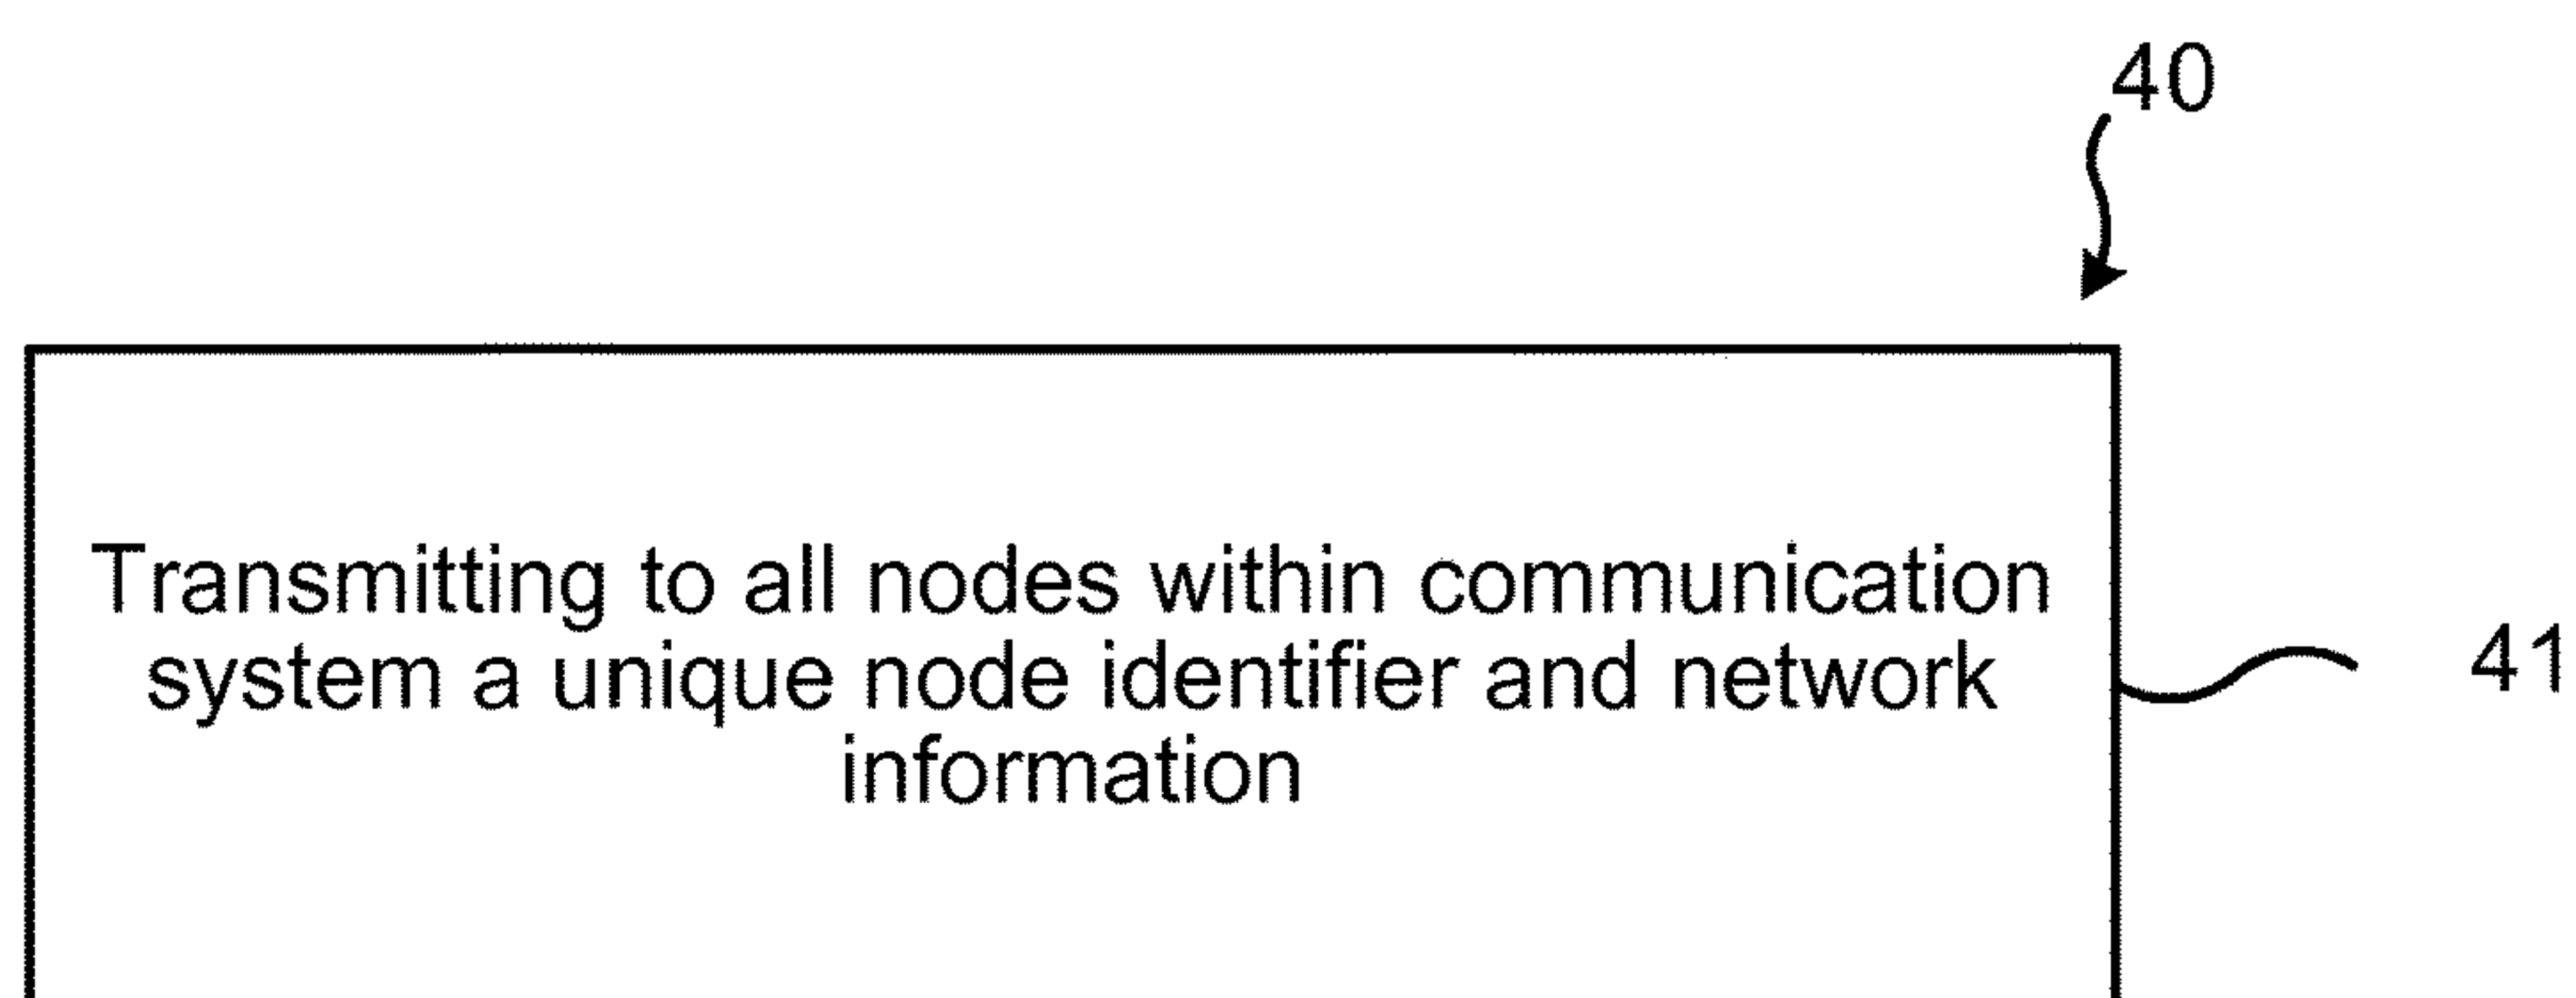 40
Transmitting to all nodes within communication
system a unique node identifier and network
information
41